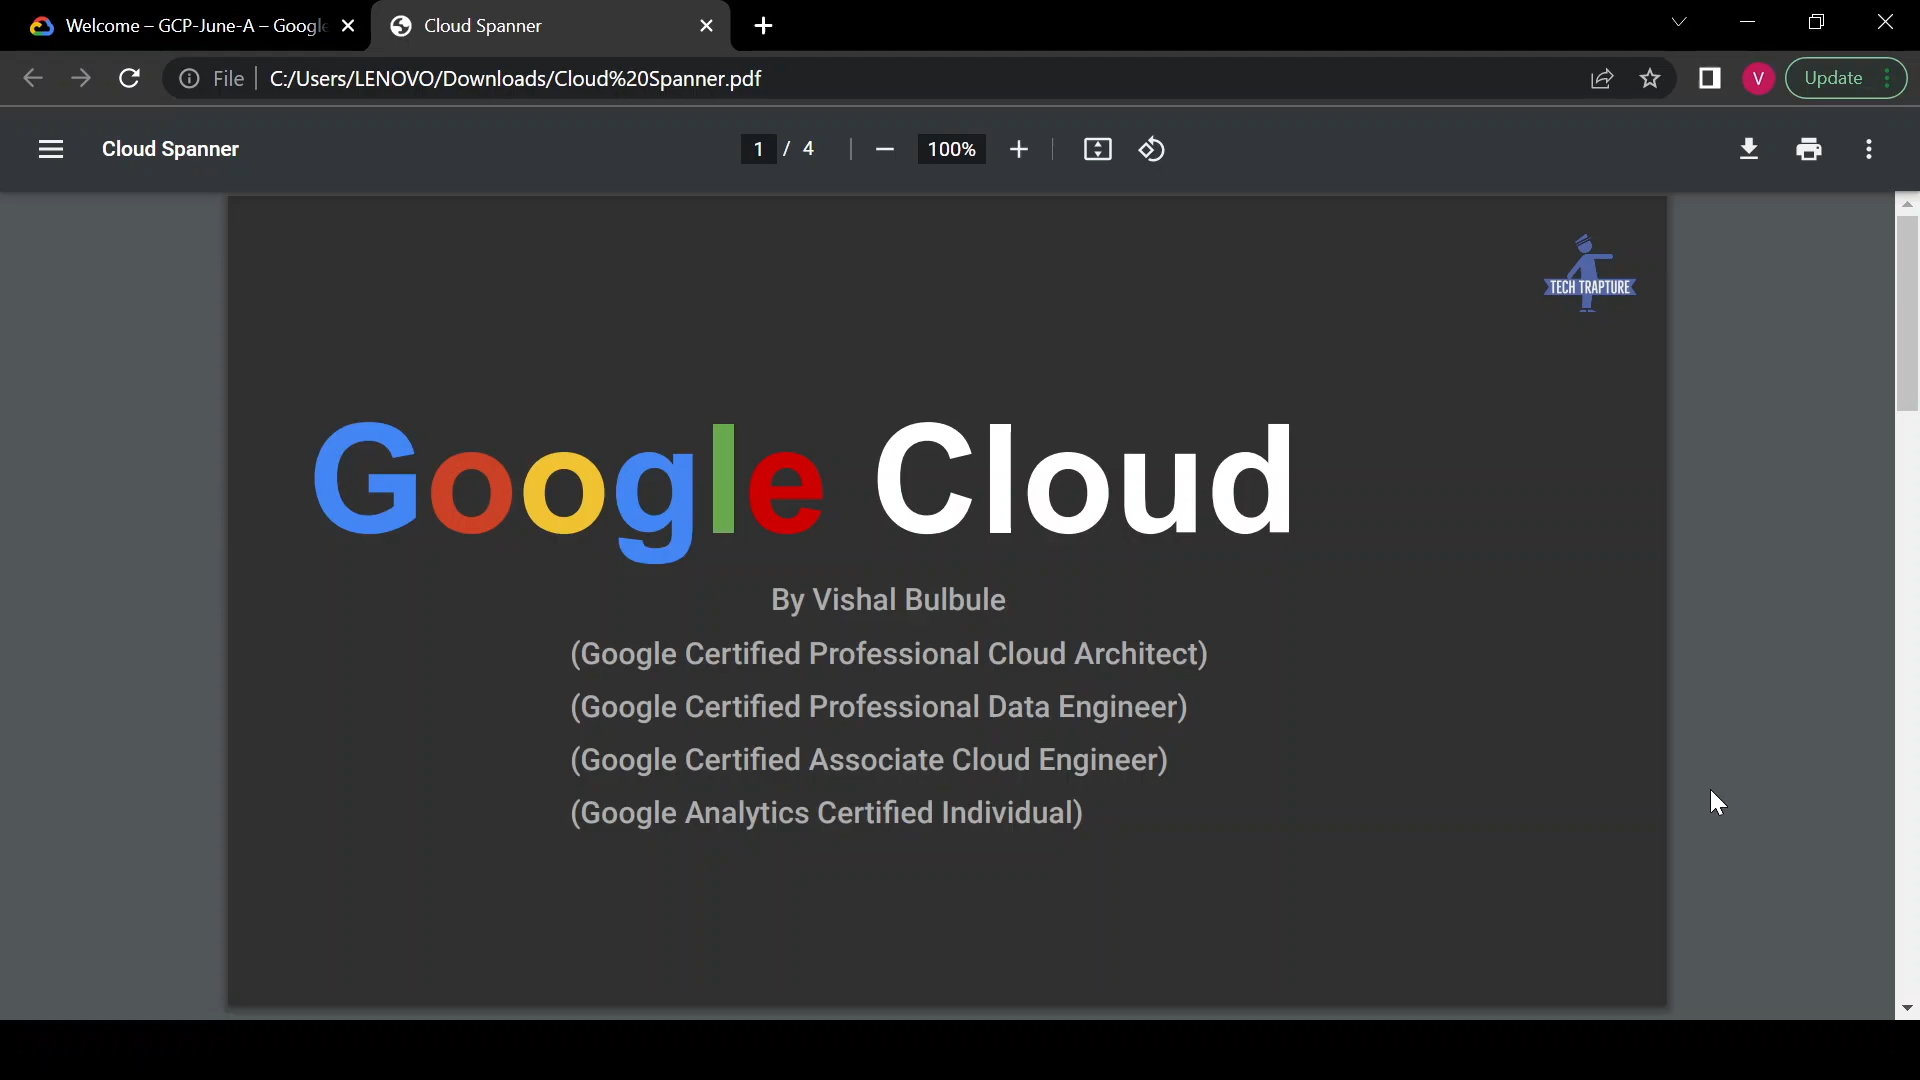 Welcome – GCP-June-A – Google
Cloud Spanner
File
C:/Users/LENOVO/Downloads/Cloud%20Spanner.pdf
V
Update
Cloud Spanner
1 / 4
100%
TECH TRAPTURE
Google Cloud
By Vishal Bulbule
(Google Certified Professional Cloud Architect)
(Google Certified Professional Data Engineer)
(Google Certified Associate Cloud Engineer)
(Google Analytics Certified Individual)